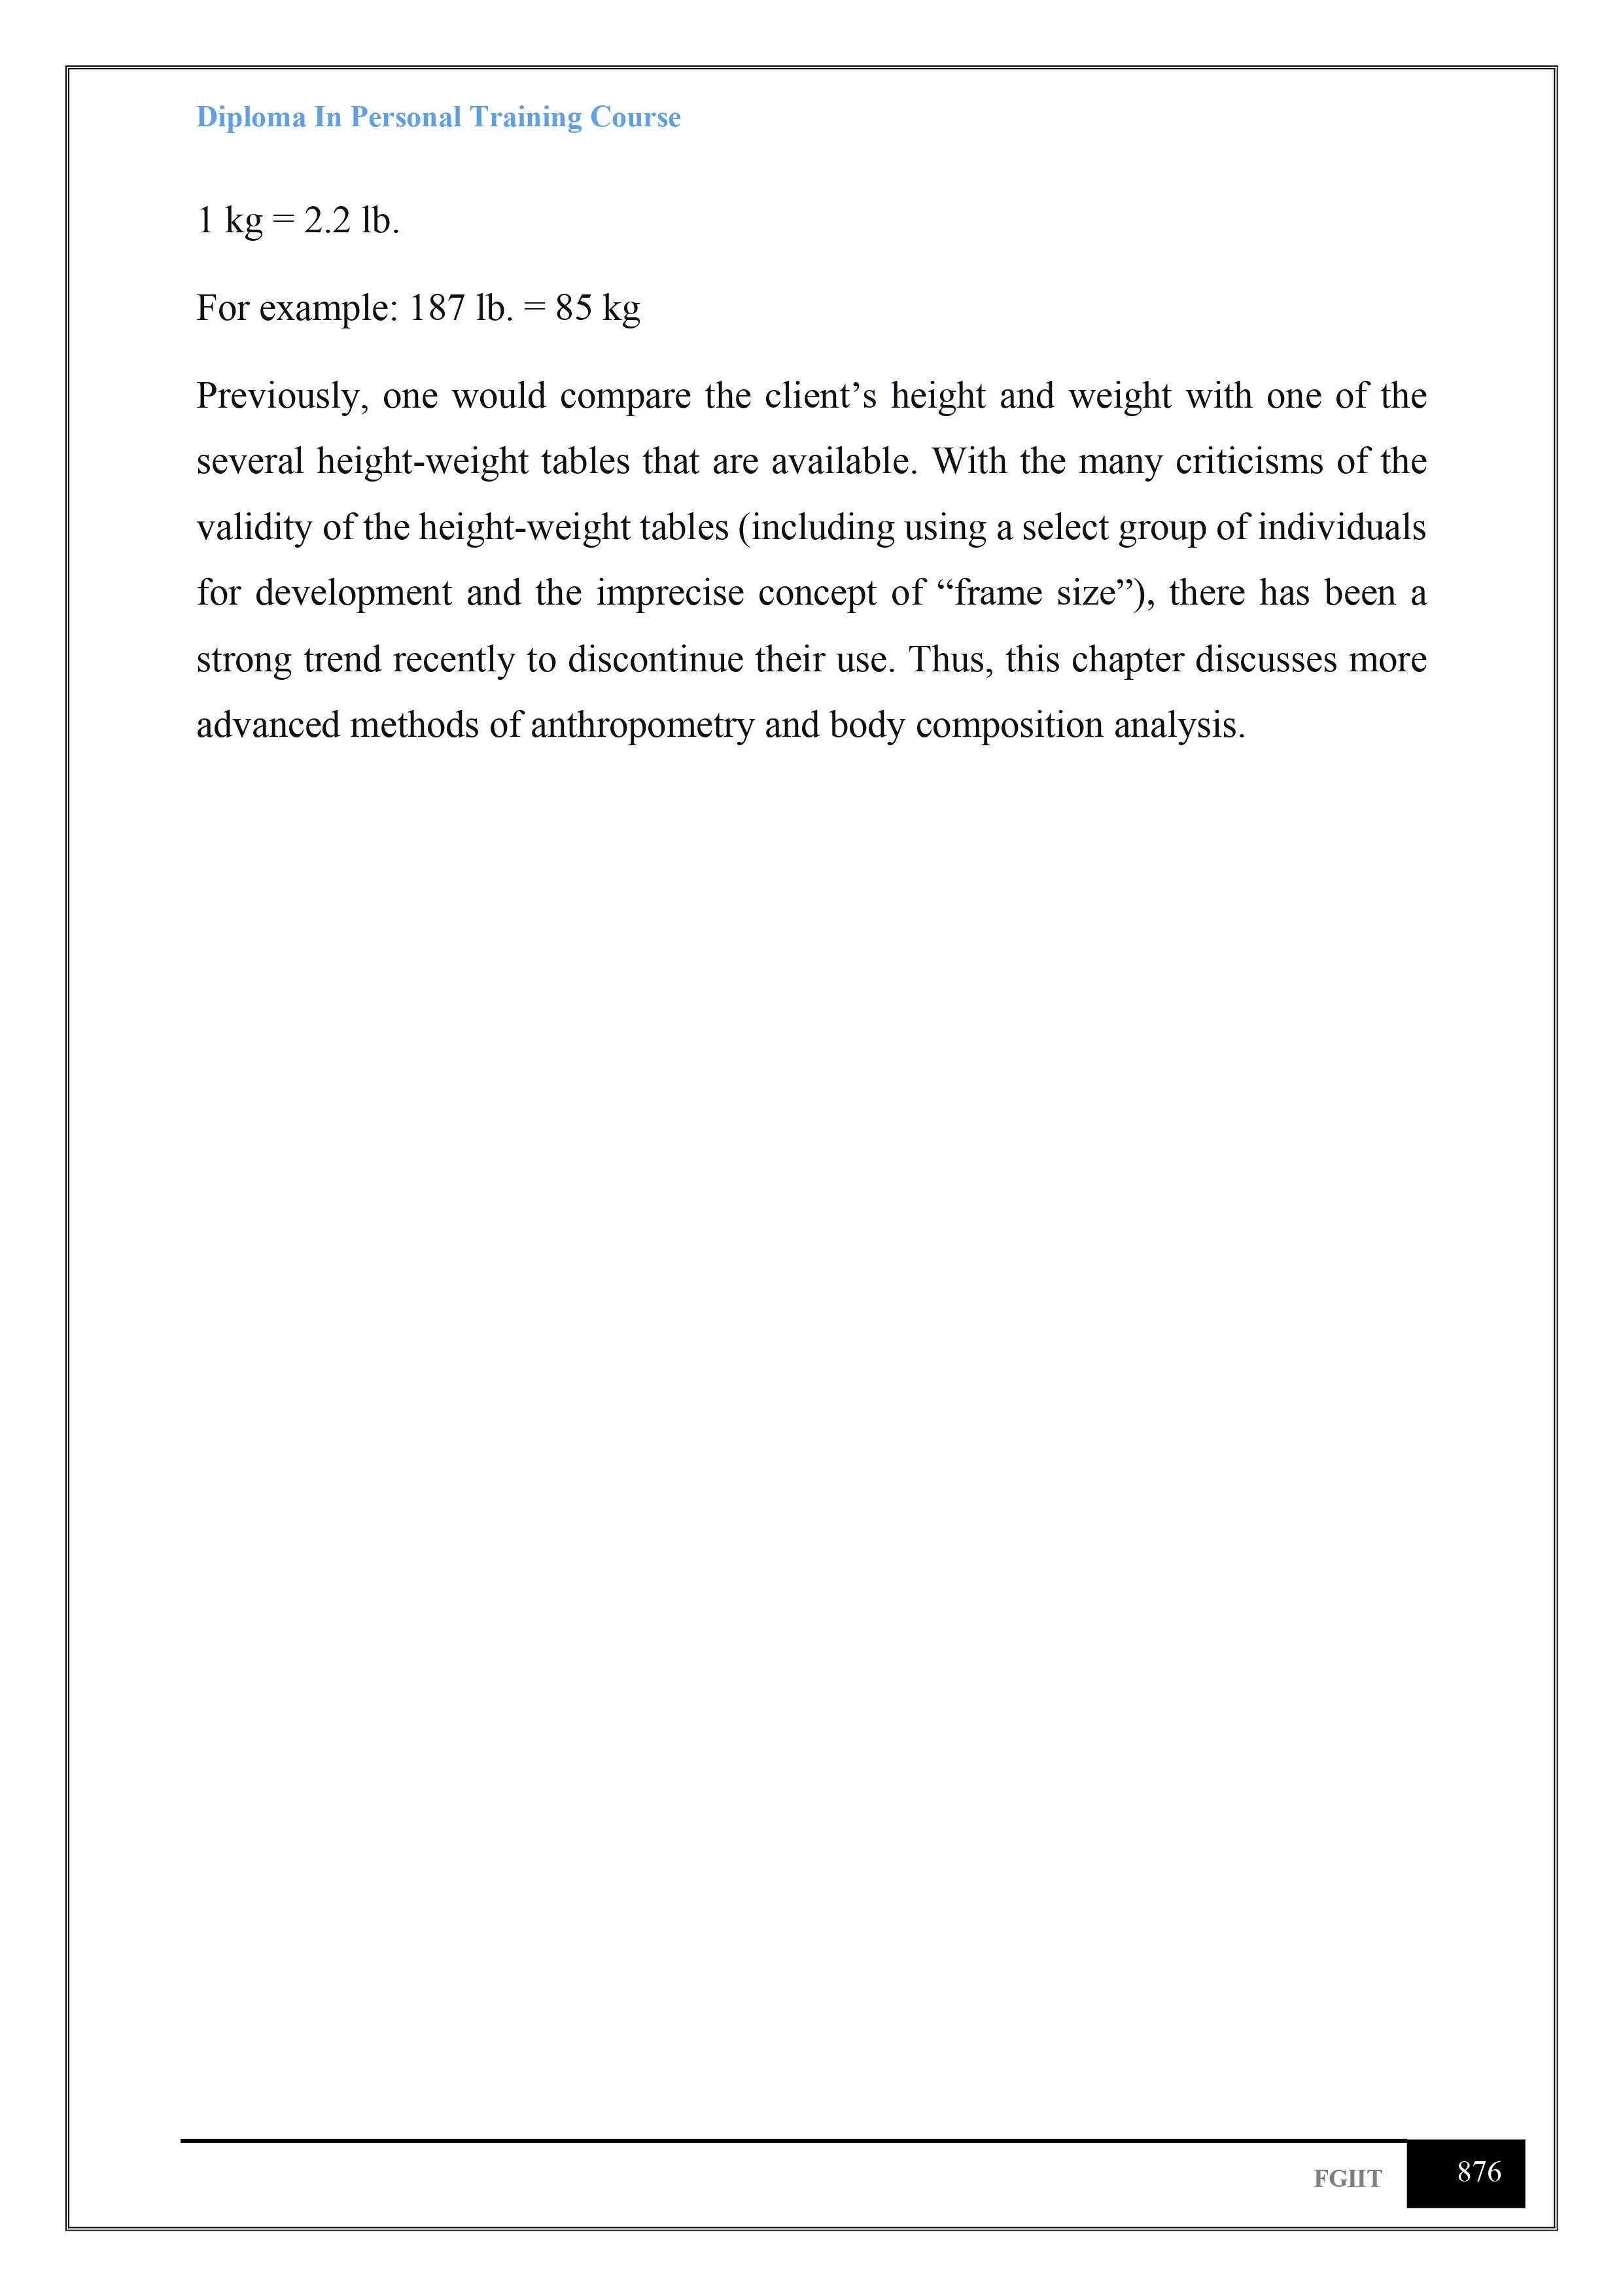 Diploma In Personal Training Course
1 kg = 2.2 lb.
For example: 187 lb. = 85 kg
Previously, one would compare the client’s height and weight with one of the
several height-weight tables that are available. With the many criticisms of the
validity of the height-weight tables (including using a select group of individuals
for development and the imprecise concept of “frame size”), there has been a
strong trend recently to discontinue their use. Thus, this chapter discusses more
advanced methods of anthropometry and body composition analysis.
FGIIT
876